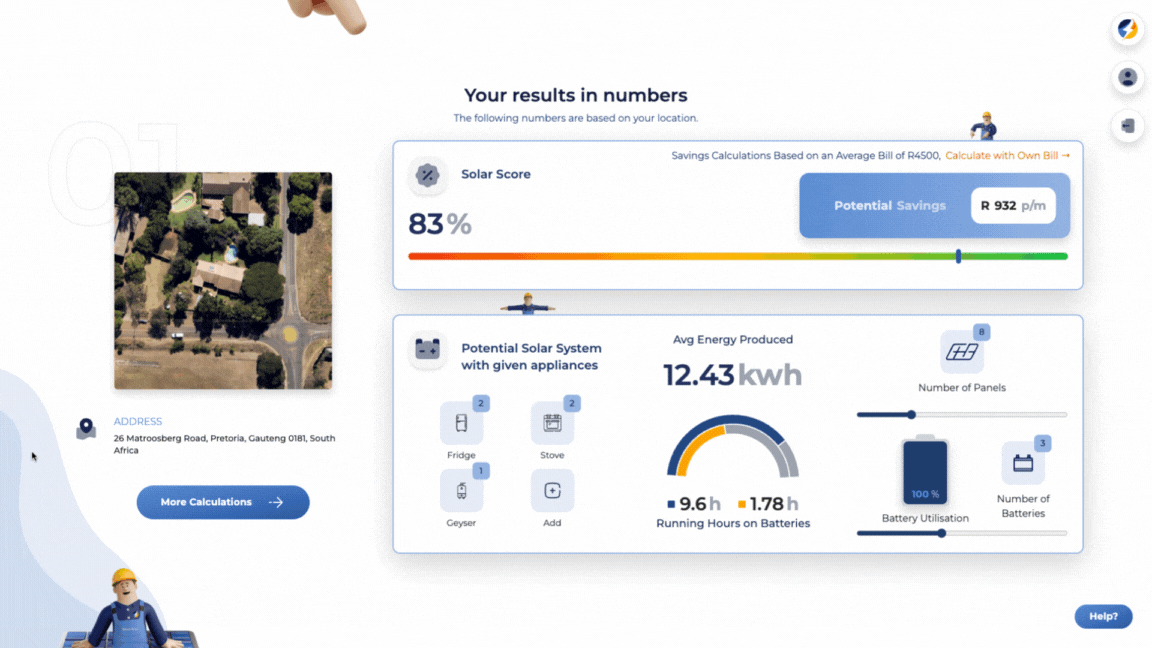 Your results in numbers
The following numbers are based on your location.
01
Savings Calculations Based on an Average Bill of R4500, Calculate with Own Bill →
Solar Score
83%
Potential Savings
R 932 p/m
ADDRESS
26 Matroosberg Road, Pretoria, Gauteng 0181, South
Africa
More Calculations →
Potential Solar System
with given appliances
2
Fridge
2
Stove
1
Geyser
Add
Avg Energy Produced
12.43kwh
9.6h 1.78h
Running Hours on Batteries
8
Number of Panels
100 %
Battery Utilisation
3
Number of
Batteries
Help?